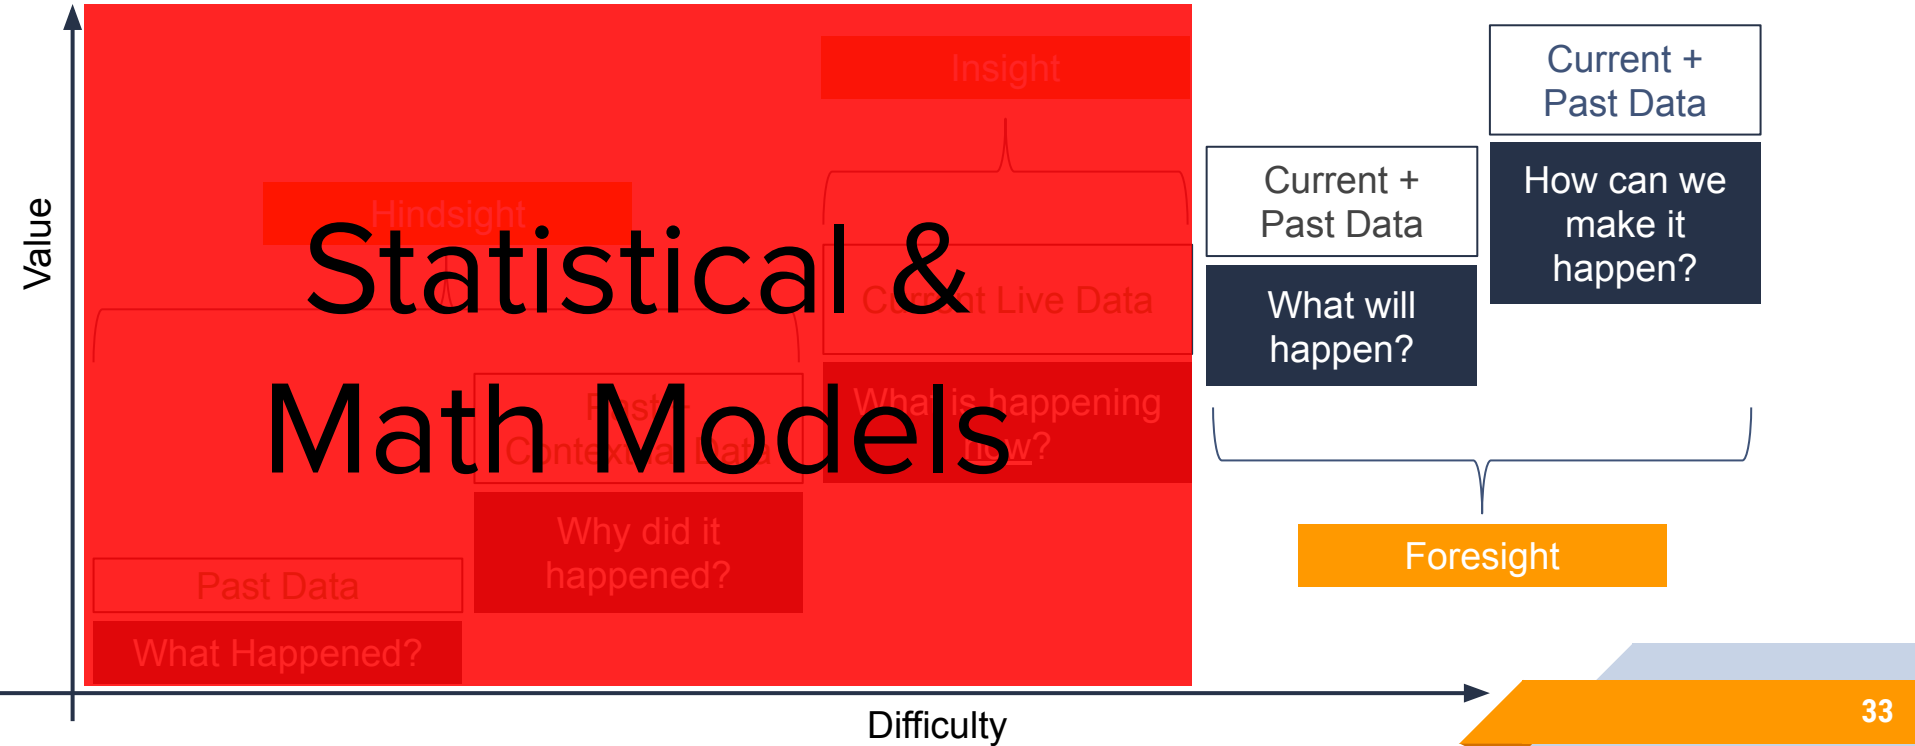 Value
Statistical &
Math Models
Hindsight
Insight
Past Data
What Happened?
Past +
Contextual Data
Why did it
happened?
Current Live Data
What is happening
now?
Current +
Past Data
What will
happen?
Current +
Past Data
How can we
make it
happen?
Foresight
Difficulty
33